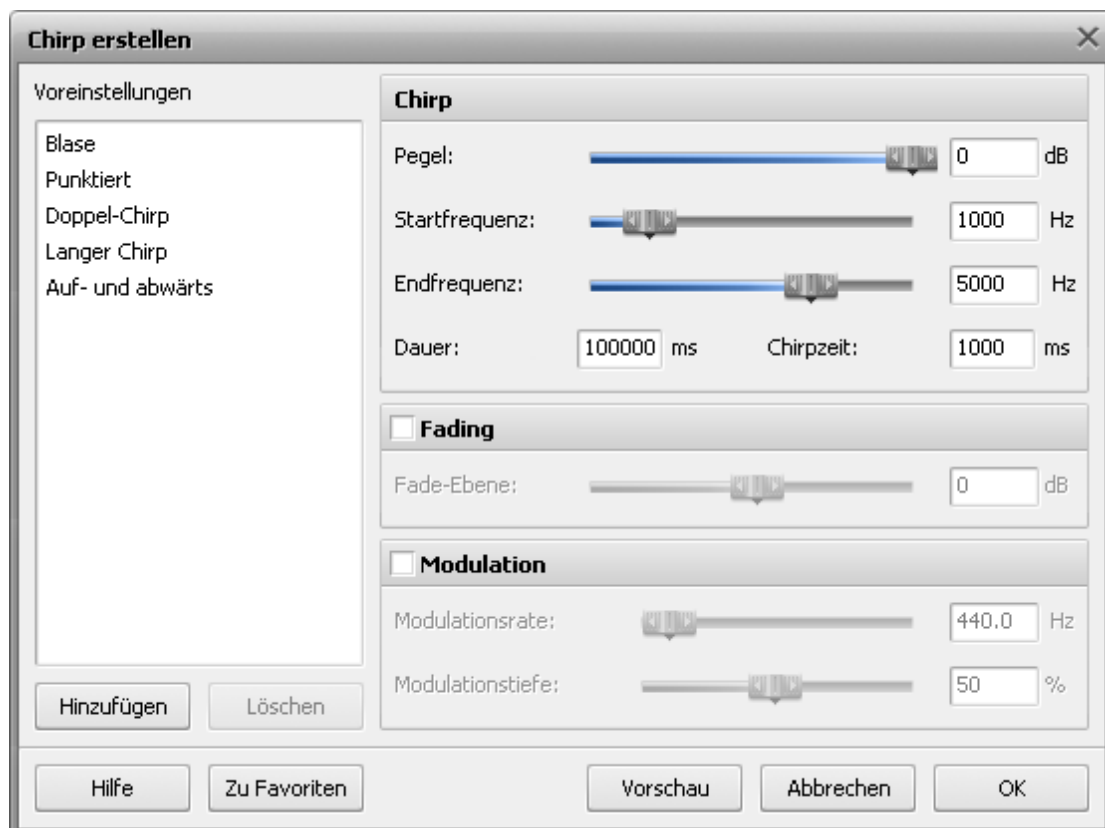 Chirp erstellen
Voreinstellungen
Blase
Punktiert
Doppel-Chirp
Langer Chirp
Auf- und abwärts
Hinzufügen
Löschen
Chirp
Pegel: 0 dB
Startfrequenz: 1000 Hz
Endfrequenz: 5000 Hz
Dauer: 100000 ms Chirpzeit: 1000 ms
Fading
Fade-Ebene: 0 dB
Modulation
Modulationsrate: 440.0 Hz
Modulationstiefe: 50 %
Hilfe
Zu Favoriten
Vorschau
Abbrechen
OK